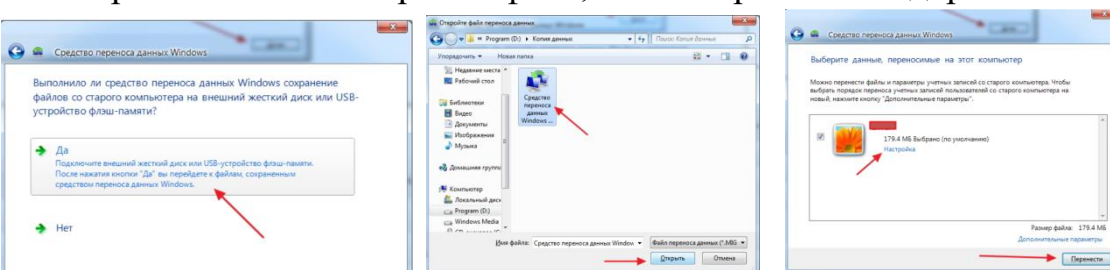 Средство переноса данных Windows
Выполнило ли средство переноса данных Windows сохранение
файлов со старого компьютера на внешний жесткий диск или USB-
устройство флэш-памяти?
Да
Подключите внешний жесткий диск или USB-устройство флэш-памяти.
После нажатия кнопки "Да" вы перейдете к файлам, сохраненным
средством переноса данных Windows.
Нет
Откройте файл переноса данных
Program (D:) ▸ Копия данные
Поиск: Копия данные
Упорядочить ▾ Новая папка
Недавние места
Рабочий стол
Библиотеки
Видео
Документы
Изображения
Музыка
Домашняя группа
Компьютер
Локальный диск
Program (D:)
Windows Media
Средство
переноса
данных
Windows ...
Имя файла: Средство переноса данных Window
Файл переноса данных (*.MIG
Открыть
Отмена
Средство переноса данных Windows
Выберите данные, переносимые на этот компьютер
Можно перенести файлы и параметры учетных записей со старого компьютера. Чтобы
выбрать порядок переноса учетных записей пользователей со старого компьютера на
новый, нажмите кнопку "Дополнительные параметры".
179.4 МБ Выбрано (по умолчанию)
Настройка
Размер файла: 179.4 МБ
Дополнительные параметры
Перенести